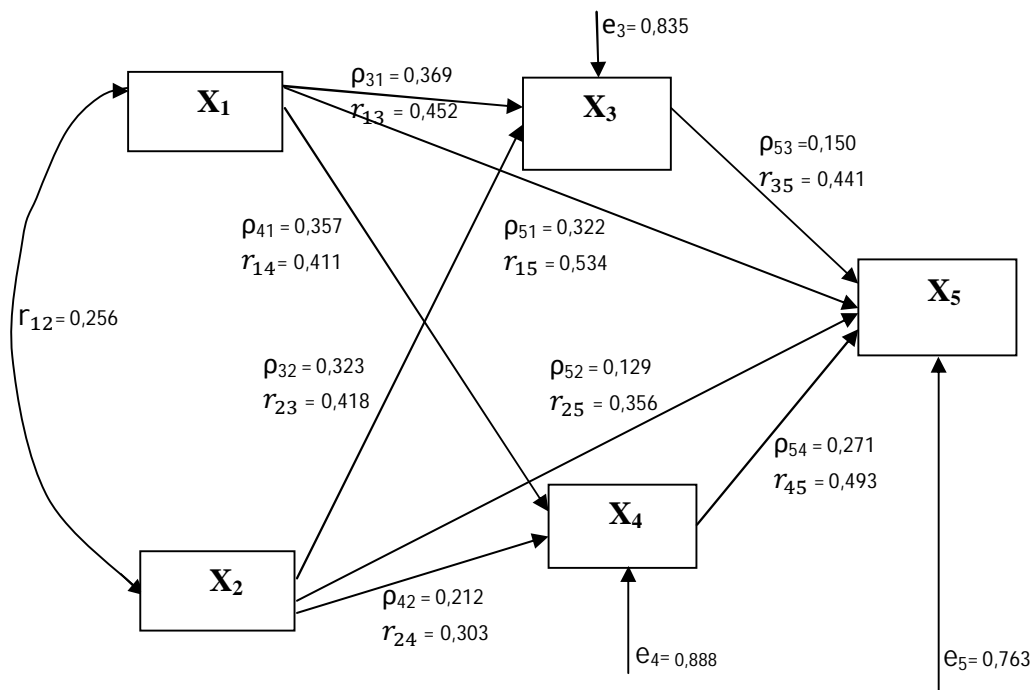 e₃= 0,835
ρ₃₁ = 0,369
X₁
X₃
r₁₃ = 0,452
ρ₅₃ =0,150
r₃₅ = 0,441
ρ₄₁ = 0,357
ρ₅₁ = 0,322
r₁₄= 0,411
r₁₅ = 0,534
X₅
r₁₂ = 0,256
ρ₃₂ = 0,323
ρ₅₂ = 0,129
r₂₃ = 0,418
r₂₅ = 0,356
ρ₅₄ = 0,271
r₄₅ = 0,493
X₄
X₂
ρ₄₂ = 0,212
r₂₄ = 0,303
e₄= 0,888
e₅= 0,763